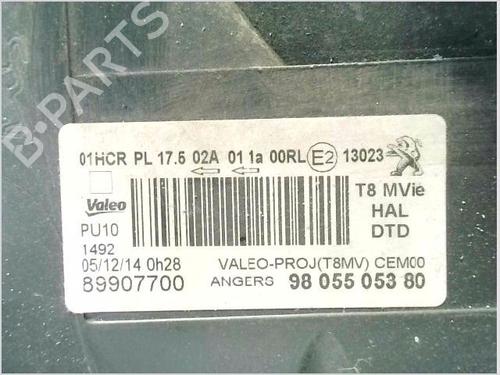 B-PARTS
01HCR PL 17.5 02A 01 1a 00RL E2 13023
Valeo
T8 MVie
HAL
DTD
PU10
1492
05/12/14 0h28
VALEO-PROJ(T8MV) CEM00
89907700
ANGERS 98 055 053 80